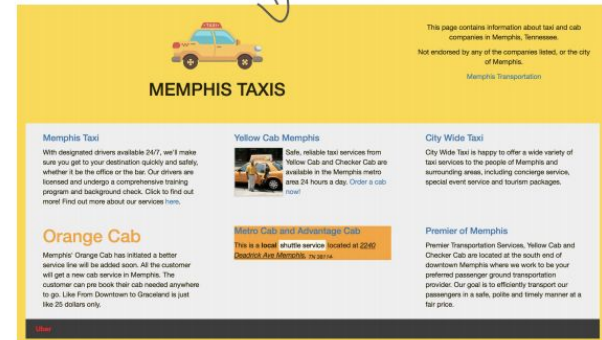 TAXI
MEMPHIS TAXIS
This page contains information about taxi and cab
companies in Memphis, Tennessee.
Not endorsed by any of the companies listed, or the city
of Memphis.
Memphis Transportation
Memphis Taxi
With designated drivers available 24/7, we'll make
sure you get to your destination quickly and safely,
whether it be the office or the bar. Our drivers are
licensed and undergo a comprehensive training
program and background check. Click to find out
more! Find out more about our services here.
Yellow Cab Memphis
Safe, reliable taxi services from
Yellow Cab and Checker Cab are
available in the Memphis metro
area 24 hours a day. Order a cab
now!
City Wide Taxi
City Wide Taxi is happy to offer a wide variety of
taxi services to the people of Memphis and
surrounding areas, including concierge service,
special event service and tourism packages.
Orange Cab
Memphis' Orange Cab has initiated a better
service line will be added soon. All the customer
will get a new cab service in Memphis. The
customer can pre book their cab needed anywhere
to go. Like From Downtown to Graceland is just
like 25 dollars only.
Metro Cab and Advantage Cab
This is a local shuttle service located at 2240
Deadrick Ave Memphis, TN 38114
Premier of Memphis
Premier Transportation Services, Yellow Cab and
Checker Cab are located at the south end of
downtown Memphis where we work to be your
preferred passenger ground transportation
provider. Our goal is to efficiently transport our
passengers in a safe, polite and timely manner at a
fair price.
Uber